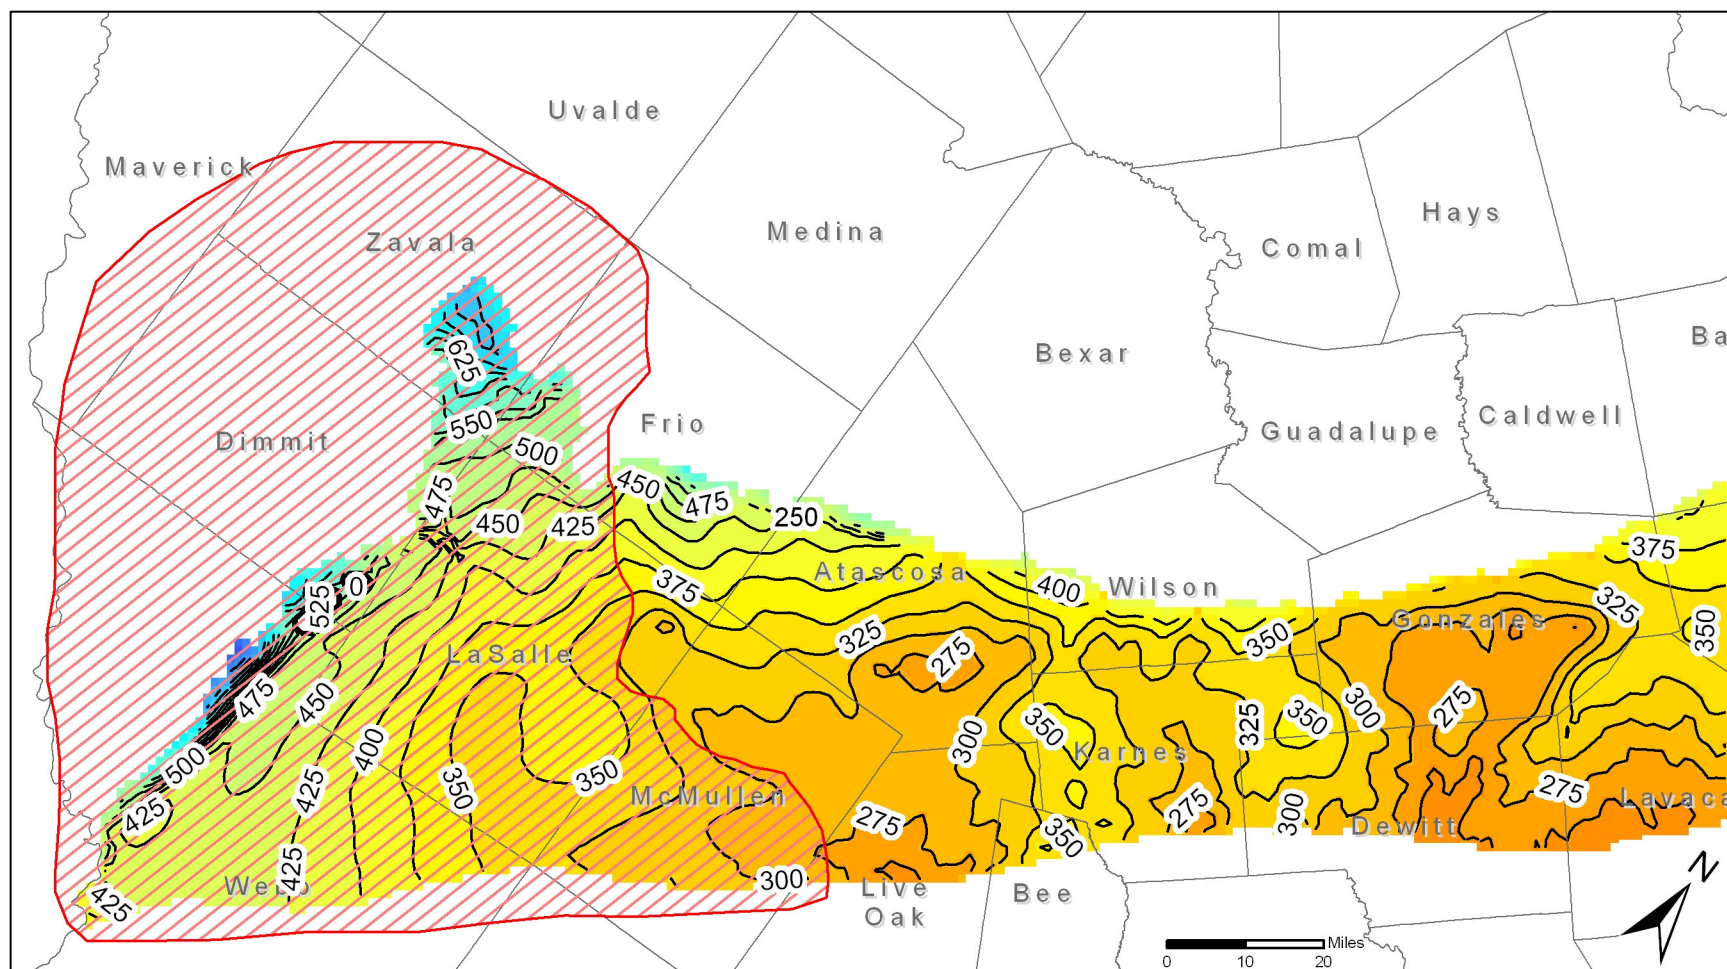 Uvalde
Maverick
Hays
Medina
Zavala
Comal
Ba
Bexar
625
Caldwell
Frio
550
Guadalupe
Dimmit
500
450
475
475
250
450
425
375
Atascosa
0
375
400
Wilson
525
325
Gonzales
325
350
350
LaSalle
275
475
450
350
350
325
300
275
300
400
Karnes
500
350
350
425
McMullen
275
Lavaca
425
275
275
300
Dewitt
350
425
Webb
300
Live
Oak
Bee
425
N
Miles
0 10 20